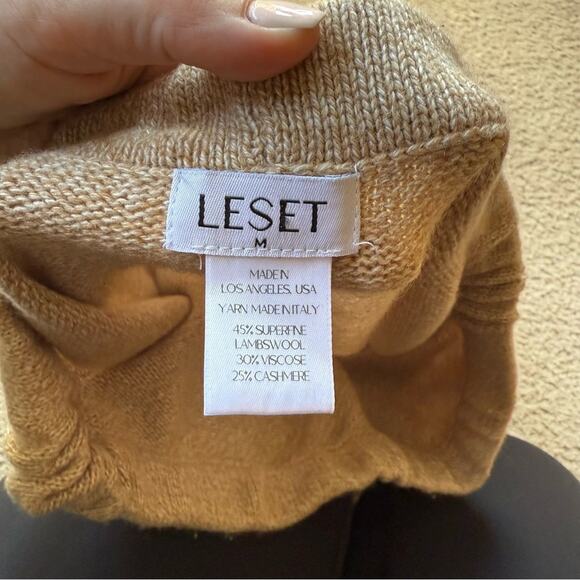 LESET
M
MADE IN
LOS ANGELES, USA
YARN MADE IN ITALY
45% SUPERFINE
LAMBSWOOL
30% VISCOSE
25% CASHMERE